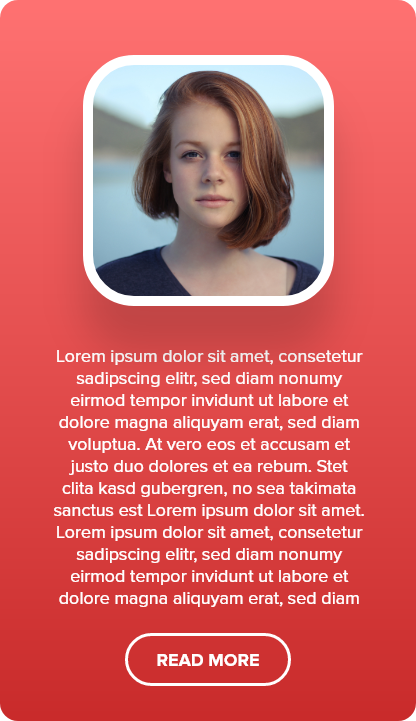 Lorem ipsum dolor sit amet, consetetur
sadipscing elitr, sed diam nonumy
eirmod tempor invidunt ut labore et
dolore magna aliquyam erat, sed diam
voluptua. At vero eos et accusam et
justo duo dolores et ea rebum. Stet
clita kasd gubergren, no sea takimata
sanctus est Lorem ipsum dolor sit amet.
Lorem ipsum dolor sit amet, consetetur
sadipscing elitr, sed diam nonumy
eirmod tempor invidunt ut labore et
dolore magna aliquyam erat, sed diam
READ MORE